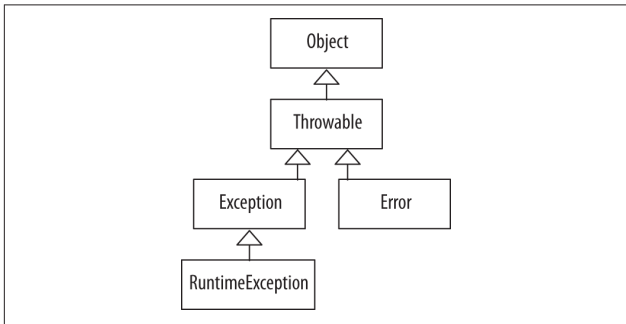 Object
Throwable
Exception
Error
RuntimeException